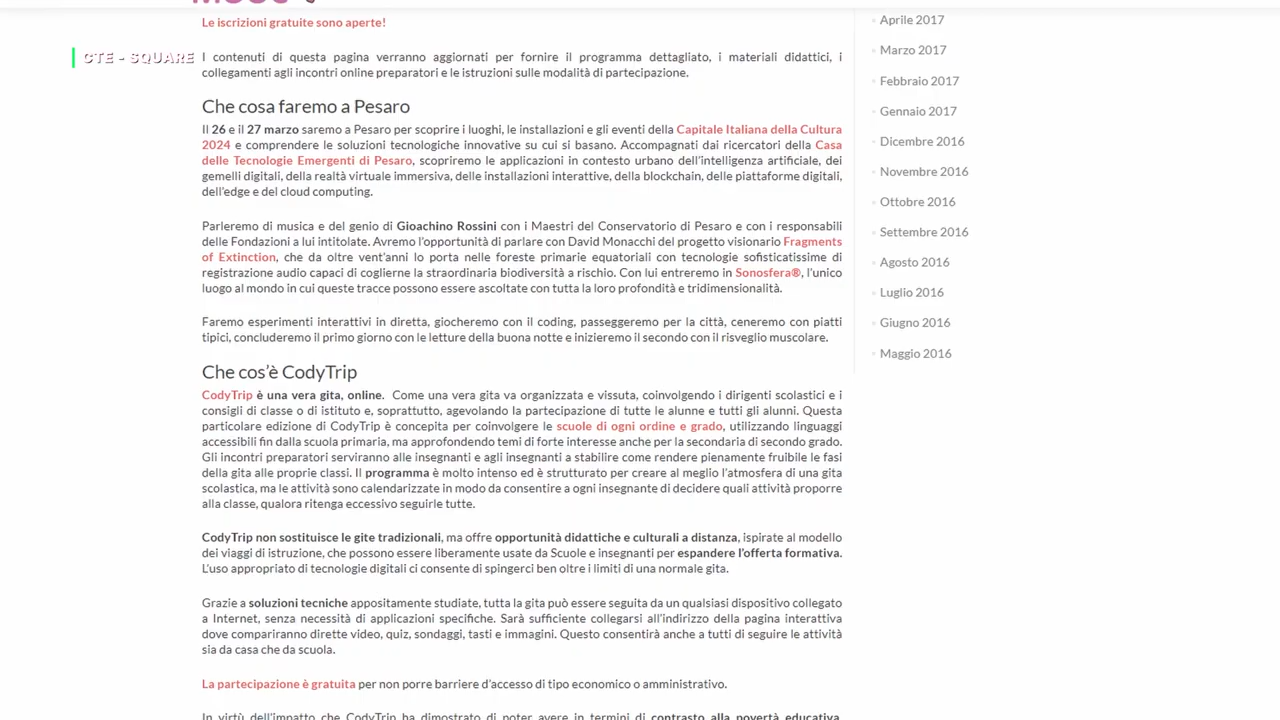 MOOC
Le iscrizioni gratuite sono aperte!
CTE - SQUARE
I contenuti di questa pagina verranno aggiornati per fornire il programma dettagliato, i materiali didattici, i
collegamenti agli incontri online preparatori e le istruzioni sulle modalità di partecipazione.
Che cosa faremo a Pesaro
Il 26 e il 27 marzo saremo a Pesaro per scoprire i luoghi, le installazioni e gli eventi della Capitale Italiana della Cultura
2024 e comprendere le soluzioni tecnologiche innovative su cui si basano. Accompagnati dai ricercatori della Casa
delle Tecnologie Emergenti di Pesaro, scopriremo le applicazioni in contesto urbano dell'intelligenza artificiale, dei
gemelli digitali, della realtà virtuale immersiva, delle installazioni interattive, della blockchain, delle piattaforme digitali,
dell'edge e del cloud computing.
Parleremo di musica e del genio di Gioachino Rossini con i Maestri del Conservatorio di Pesaro e con i responsabili
delle Fondazioni a lui intitolate. Avremo l'opportunità di parlare con David Monacchi del progetto visionario Fragments
of Extinction, che da oltre vent'anni lo porta nelle foreste primarie equatoriali con tecnologie sofisticatissime di
registrazione audio capaci di coglierne la straordinaria biodiversità a rischio. Con lui entreremo in Sonosfera®, l'unico
luogo al mondo in cui queste tracce possono essere ascoltate con tutta la loro profondità e tridimensionalità.
Faremo esperimenti interattivi in diretta, giocheremo con il coding, passeggeremo per la città, ceneremo con piatti
tipici, concluderemo il primo giorno con le letture della buona notte e inizieremo il secondo con il risveglio muscolare.
Che cos'è CodyTrip
CodyTrip è una vera gita, online. Come una vera gita va organizzata e vissuta, coinvolgendo i dirigenti scolastici e i
consigli di classe o di istituto e, soprattutto, agevolando la partecipazione di tutte le alunne e tutti gli alunni. Questa
particolare edizione di CodyTrip è concepita per coinvolgere le scuole di ogni ordine e grado, utilizzando linguaggi
accessibili fin dalla scuola primaria, ma approfondendo temi di forte interesse anche per la secondaria di secondo grado.
Gli incontri preparatori serviranno alle insegnanti e agli insegnanti a stabilire come rendere pienamente fruibile le fasi
della gita alle proprie classi. Il programma è molto intenso ed è strutturato per creare al meglio l'atmosfera di una gita
scolastica, ma le attività sono calendarizzate in modo da consentire a ogni insegnante di decidere quali attività proporre
alla classe, qualora ritenga eccessivo seguirle tutte.
CodyTrip non sostituisce le gite tradizionali, ma offre opportunità didattiche e culturali a distanza, ispirate al modello
dei viaggi di istruzione, che possono essere liberamente usate da Scuole e insegnanti per espandere l'offerta formativa.
L'uso appropriato di tecnologie digitali ci consente di spingerci ben oltre i limiti di una normale gita.
Grazie a soluzioni tecniche appositamente studiate, tutta la gita può essere seguita da un qualsiasi dispositivo collegato
a Internet, senza necessità di applicazioni specifiche. Sarà sufficiente collegarsi all'indirizzo della pagina interattiva
dove compariranno dirette video, quiz, sondaggi, tasti e immagini. Questo consentirà anche a tutti di seguire le attività
sia da casa che da scuola.
La partecipazione è gratuita per non porre barriere d'accesso di tipo economico o amministrativo.
In virtù dell'impatto che CodyTrip ha dimostrato di poter avere in termini di contrasto alla povertà educativa,
Aprile 2017
Marzo 2017
Febbraio 2017
Gennaio 2017
Dicembre 2016
Novembre 2016
Ottobre 2016
Settembre 2016
Agosto 2016
Luglio 2016
Giugno 2016
Maggio 2016